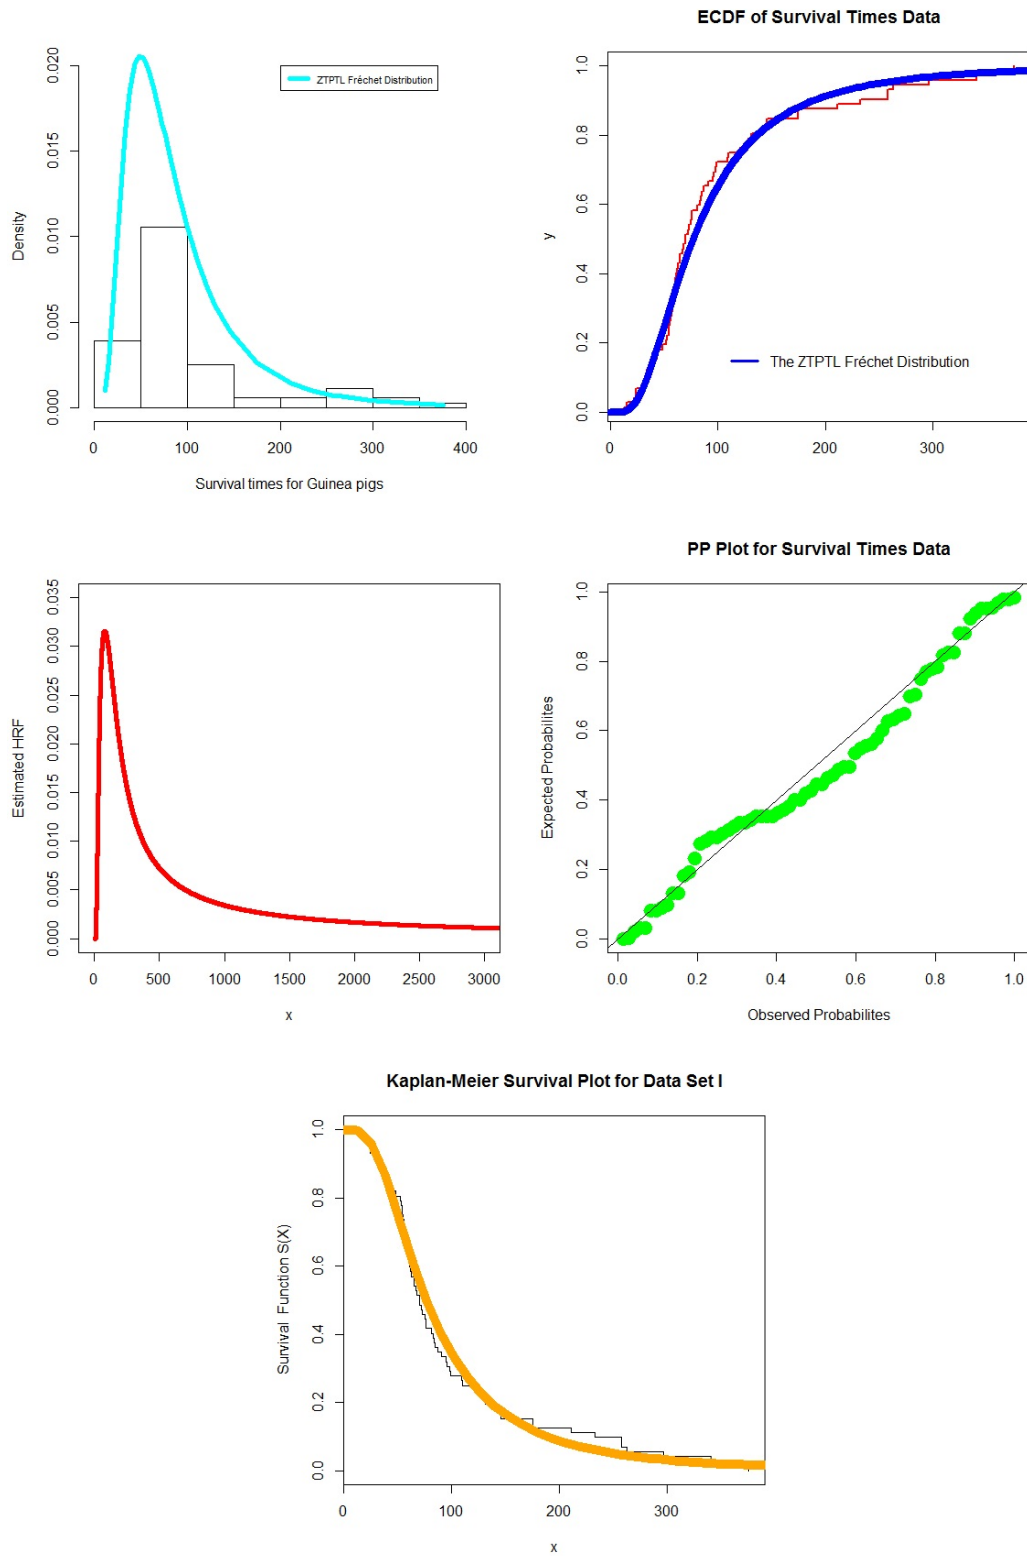 ZTPTL Fréchet Distribution
Density
0.000 0.005 0.010 0.015 0.020
0 100 200 300 400
Survival times for Guinea pigs
ECDF of Survival Times Data
y
0.0 0.2 0.4 0.6 0.8 1.0
The ZTPTL Fréchet Distribution
0 100 200 300
Estimated HRF
0.000 0.005 0.010 0.015 0.020 0.025 0.030 0.035
0 500 1000 1500 2000 2500 3000
x
PP Plot for Survival Times Data
Expected Probabilites
0.0 0.2 0.4 0.6 0.8 1.0
0.0 0.2 0.4 0.6 0.8 1.0
Observed Probabilites
Kaplan-Meier Survival Plot for Data Set I
Survival Function S(X)
0.0 0.2 0.4 0.6 0.8 1.0
0 100 200 300
x